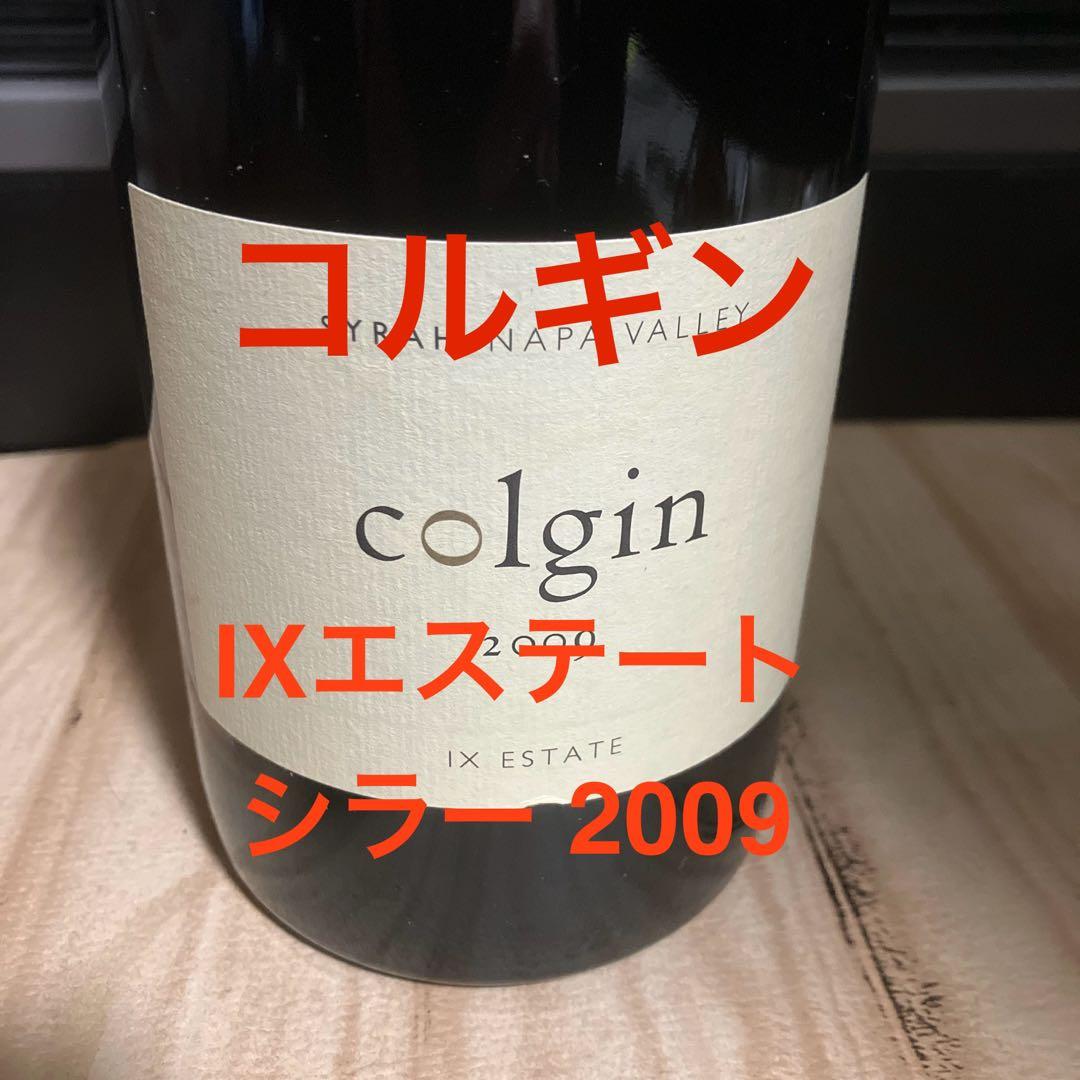 コルギン
SYRAH NAPA VALLEY
colgin
2009
IXエステート
IX ESTATE
シラー 2009